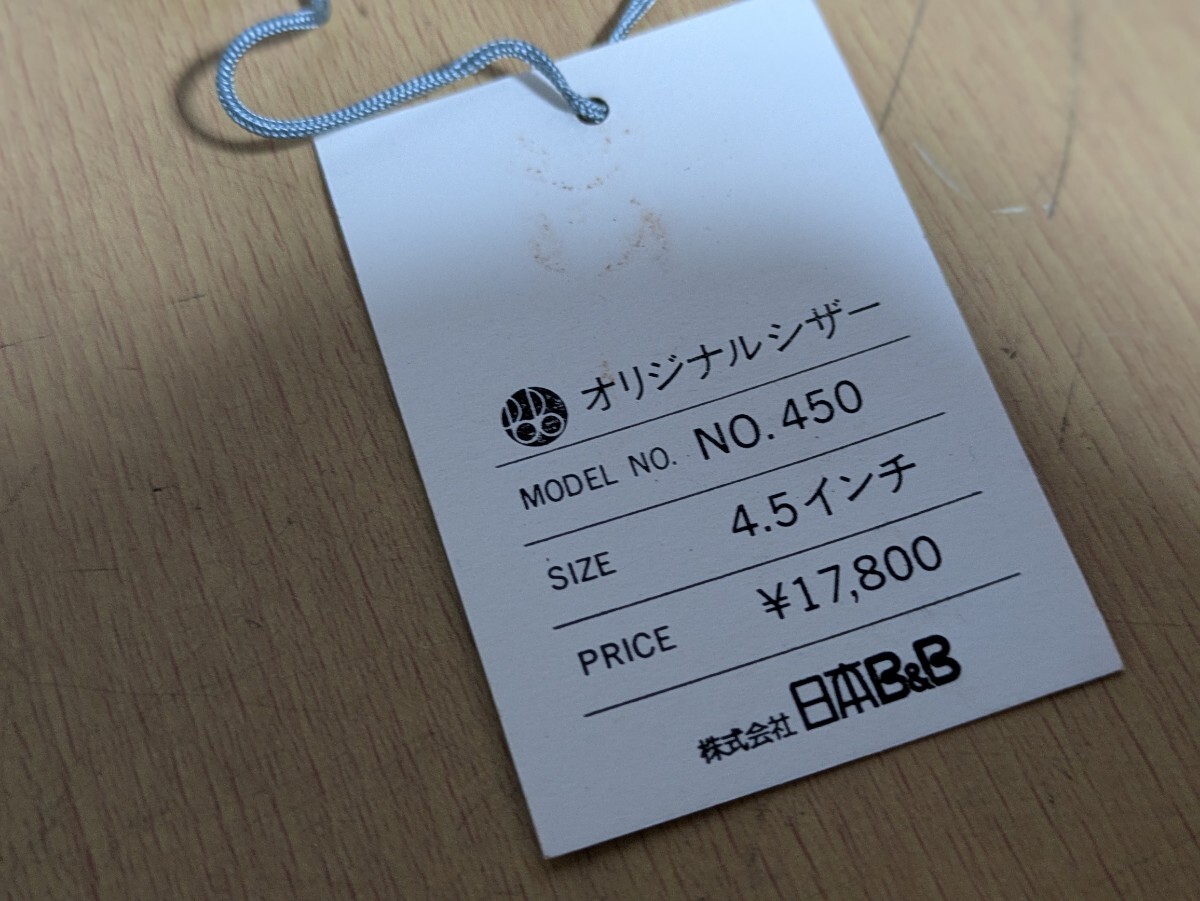 オリジナルシザー
MODEL NO. NO.450
SIZE 4.5インチ
PRICE ¥17,800
株式会社日本B&B